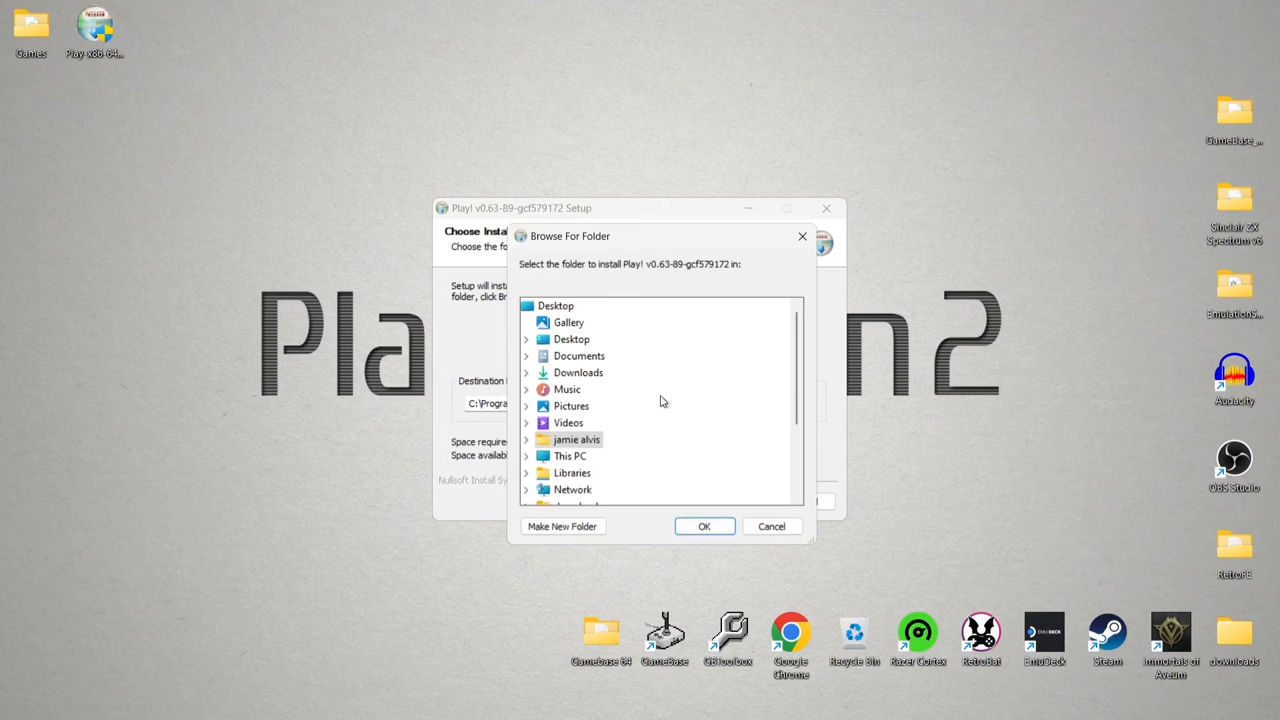 Games
Play-x86-64...
GameBase_...
Sinclair ZX
Spectrum v6
EmulationS...
Audacity
OBS Studio
RetroFE
Play! v0.63-89-gcf579172 Setup
Choose Insta
Choose the fo
Setup will insta
folder, click Br
Destination
C:\Progra
Space require
Space availab
Nullsoft Install Sy
Browse For Folder
Select the folder to install Play! v0.63-89-gcf579172 in:
Desktop
Gallery
Desktop
Documents
Downloads
Music
Pictures
Videos
jamie alvis
This PC
Libraries
Network
Make New Folder
OK
Cancel
Pla
n2
Gamebase 64
GameBase
GBToolbox
Google
Chrome
Recycle Bin
Razer Cortex
RetroBat
EmuDeck
Steam
Immortals of
Aveum
downloads